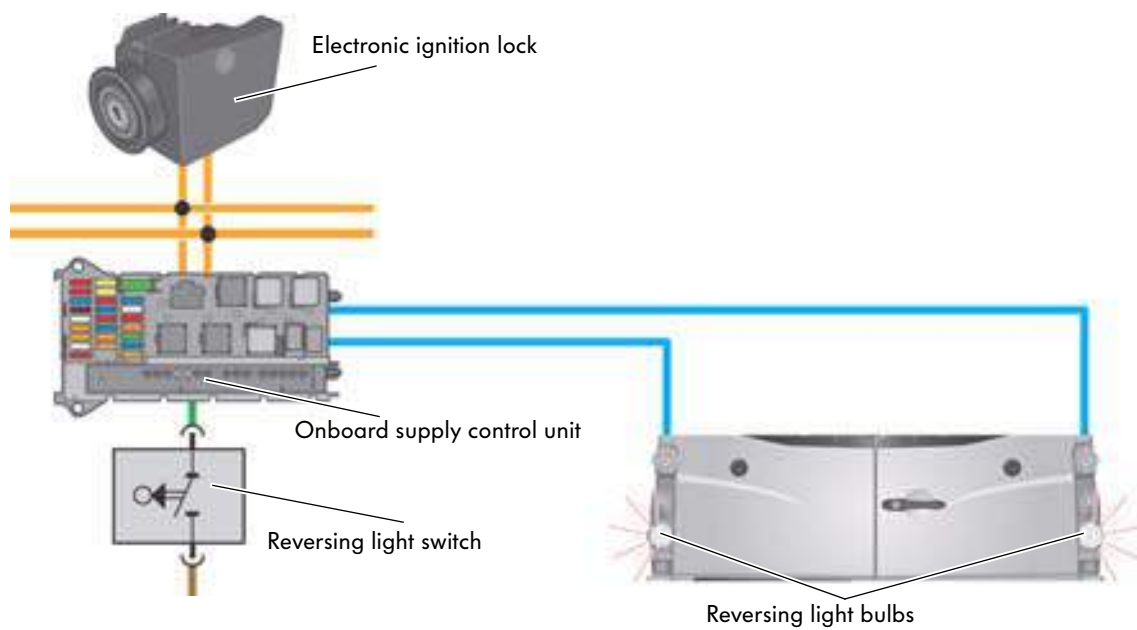 Electronic ignition lock
Onboard supply control unit
Reversing light switch
Reversing light bulbs